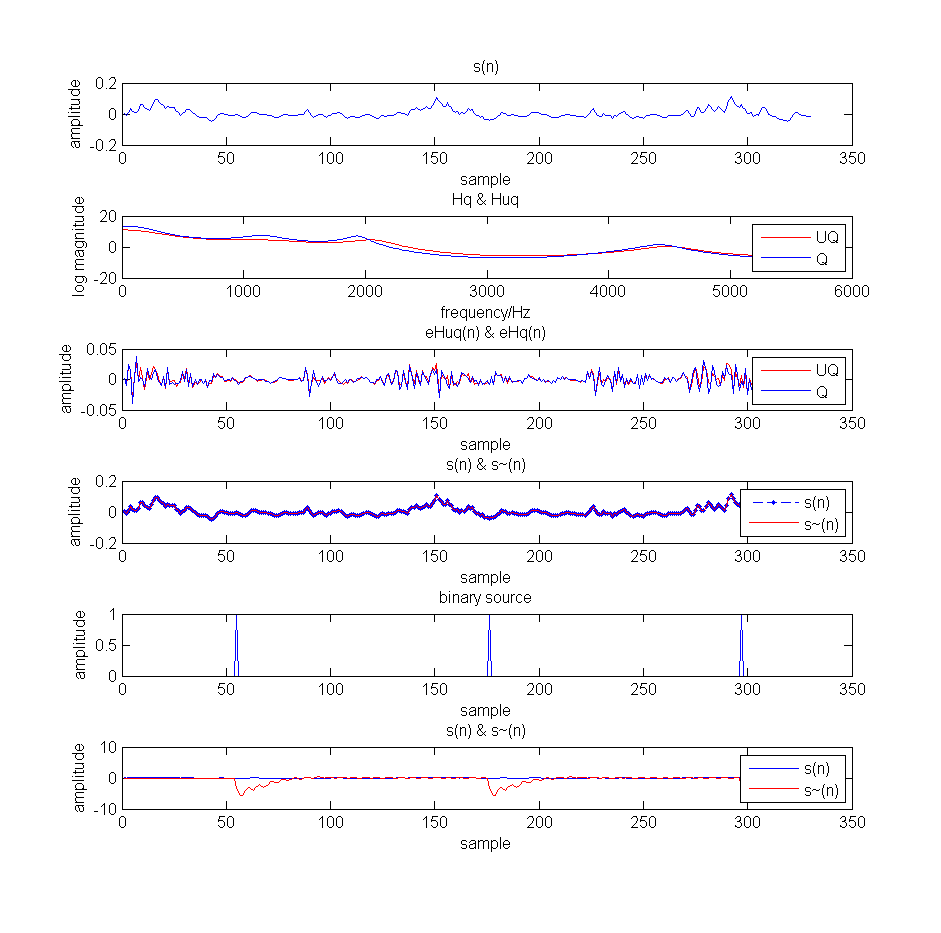 s(n)
0.2
0
-0.2
amplitude
0 50 100 150 200 250 300 350
sample
Hq & Huq
20
0
-20
log magnitude
UQ
Q
0 1000 2000 3000 4000 5000 6000
frequency/Hz
eHuq(n) & eHq(n)
0.05
0
-0.05
amplitude
UQ
Q
0 50 100 150 200 250 300 350
sample
s(n) & s~(n)
0.2
0
-0.2
amplitude
s(n)
s~(n)
0 50 100 150 200 250 300 350
sample
binary source
1
0.5
0
amplitude
0 50 100 150 200 250 300 350
sample
s(n) & s~(n)
10
0
-10
amplitude
s(n)
s~(n)
0 50 100 150 200 250 300 350
sample